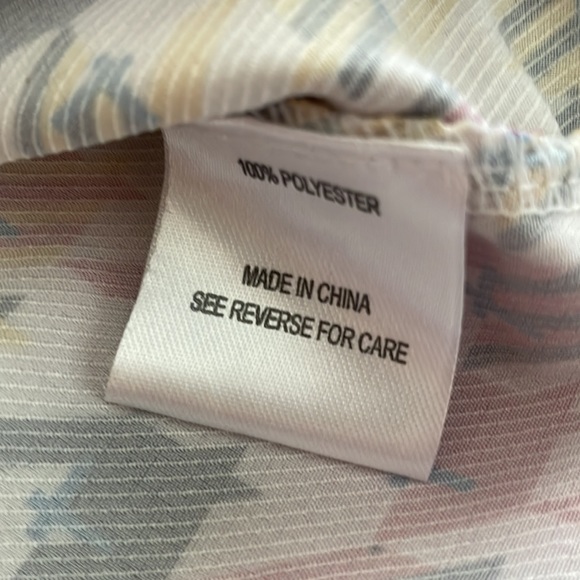 100% POLYESTER
MADE IN CHINA
SEE REVERSE FOR CARE